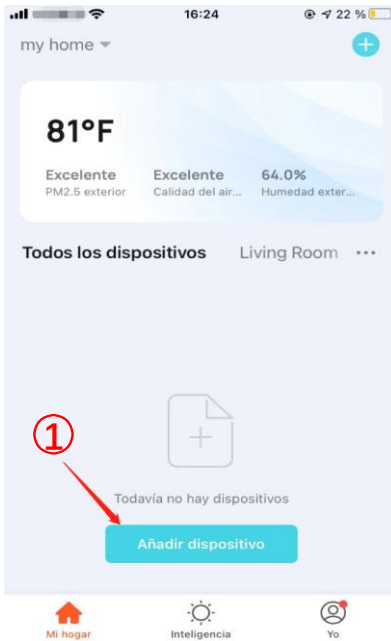 16:24
22 %
my home
81°F
Excelente Excelente 64.0%
PM2.5 exterior Calidad del air... Humedad exter...
Todos los dispositivos Living Room
①
Todavía no hay dispositivos
Añadir dispositivo
Mi hogar Inteligencia Yo